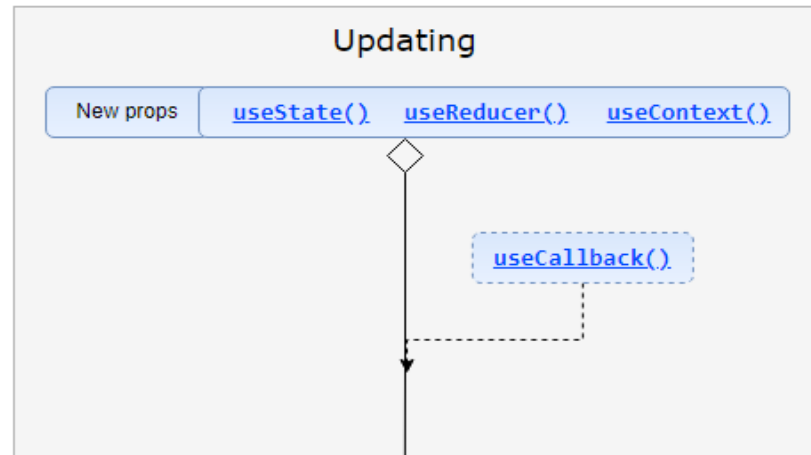 Updating
New props useState() useReducer() useContext()
useCallback()